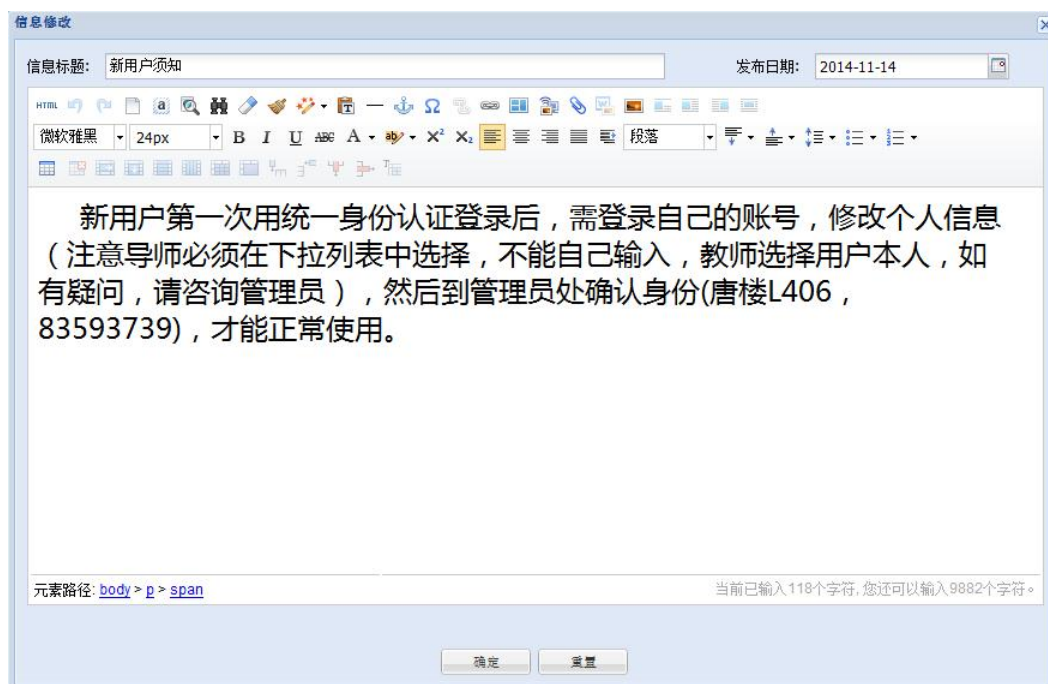 信息修改
信息标题: 新用户须知 发布日期: 2014-11-14
HTML
微软雅黑 24px B I U ABC A ab X² X₂ 段落
新用户第一次用统一身份认证登录后，需登录自己的账号，修改个人信息
（注意导师必须在下拉列表中选择，不能自己输入，教师选择用户本人，如
有疑问，请咨询管理员），然后到管理员处确认身份(唐楼L406，
83593739)，才能正常使用。
元素路径: body > p > span 当前已输入118个字符, 您还可以输入9882个字符。
确定 重置